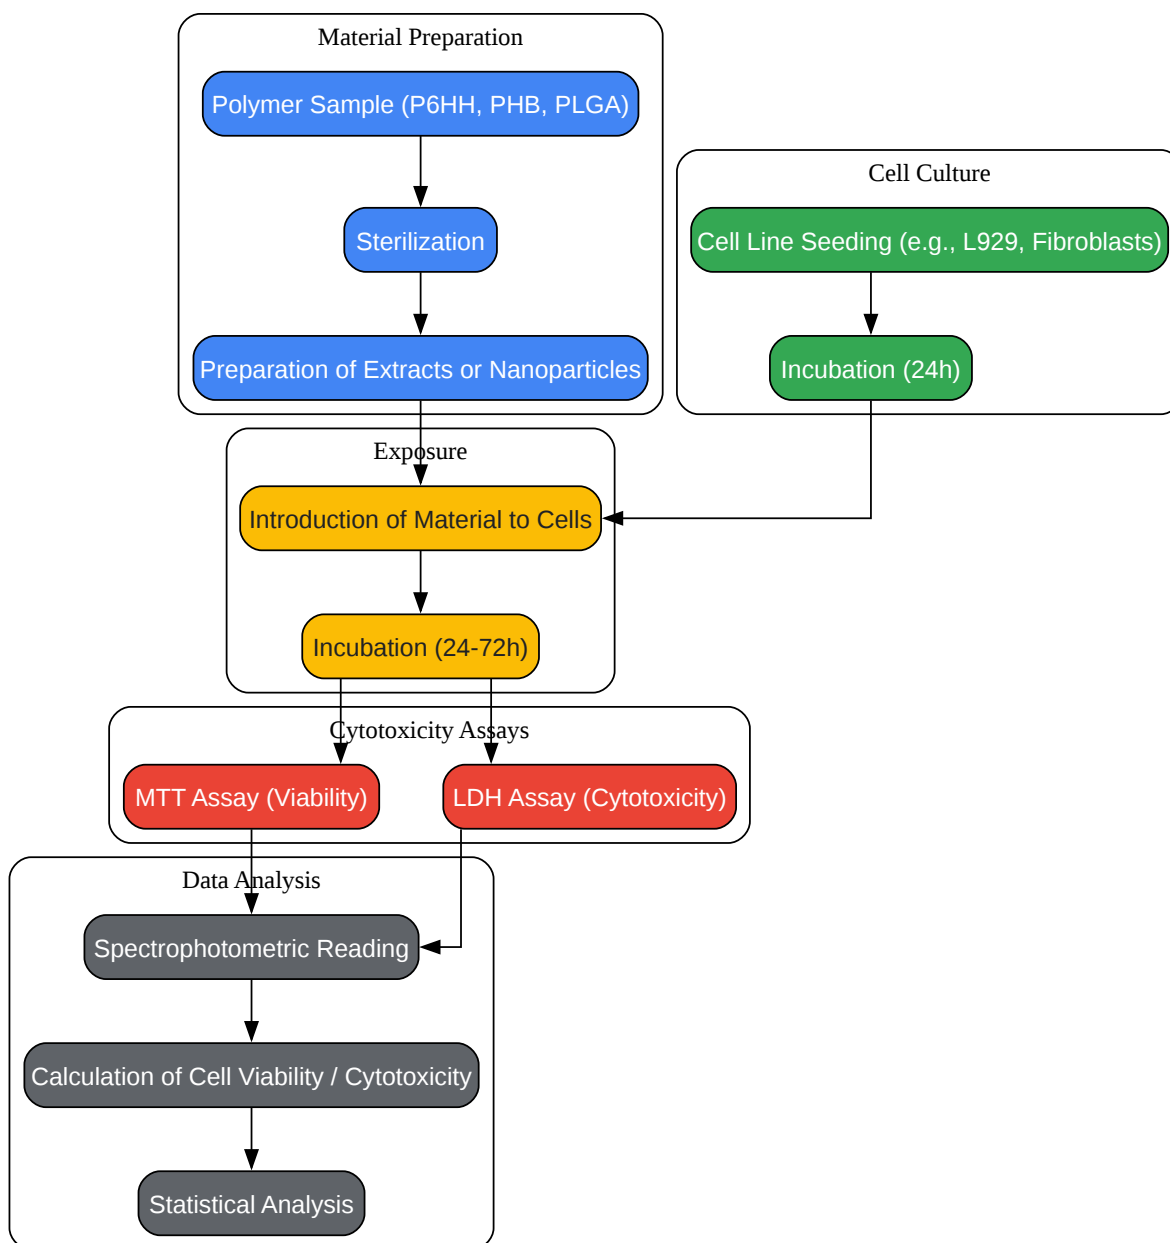 Material Preparation
Polymer Sample (P6HH, PHB, PLGA)
Sterilization
Preparation of Extracts or Nanoparticles
Cell Culture
Cell Line Seeding (e.g., L929, Fibroblasts)
Incubation (24h)
Exposure
Introduction of Material to Cells
Incubation (24-72h)
Cytotoxicity Assays
MTT Assay (Viability)
LDH Assay (Cytotoxicity)
Data Analysis
Spectrophotometric Reading
Calculation of Cell Viability / Cytotoxicity
Statistical Analysis